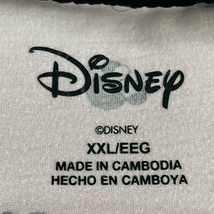 Disney
©DISNEY
XXL/EEG
MADE IN CAMBODIA
HECHO EN CAMBOYA